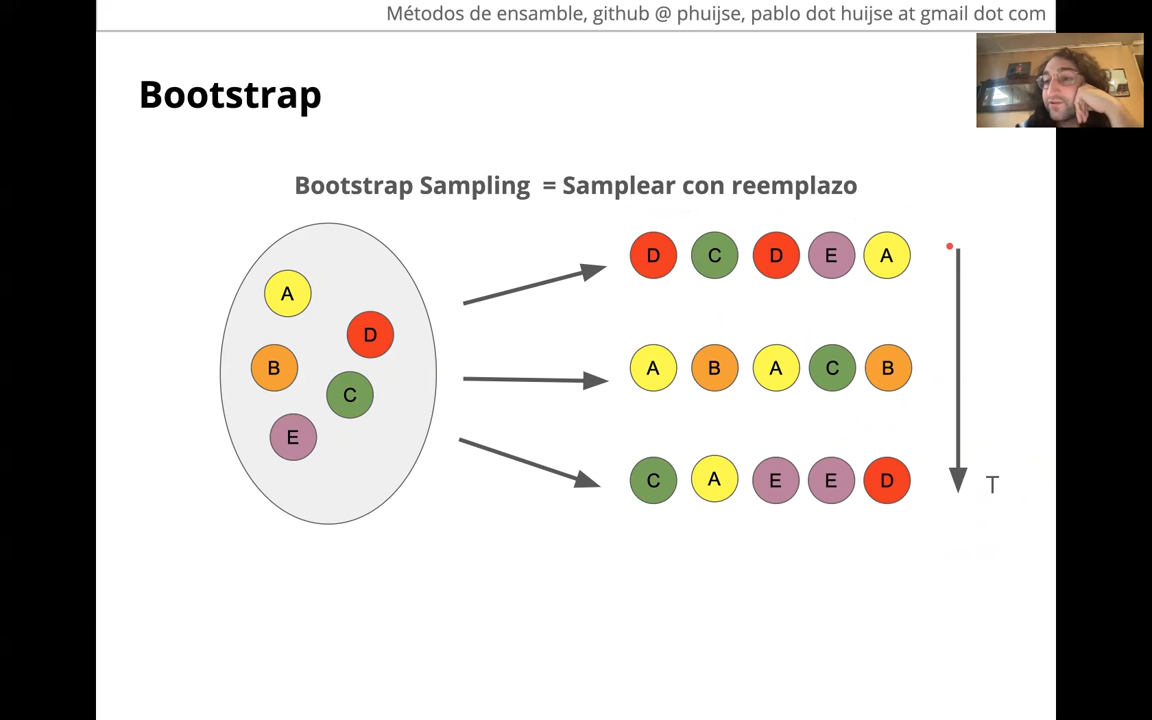 Métodos de ensamble, github @ phuijse, pablo dot huijse at gmail dot com
Bootstrap
Bootstrap Sampling = Samplear con reemplazo
A
D
B
C
E
D C D E A
A B A C B
C A E E D
T